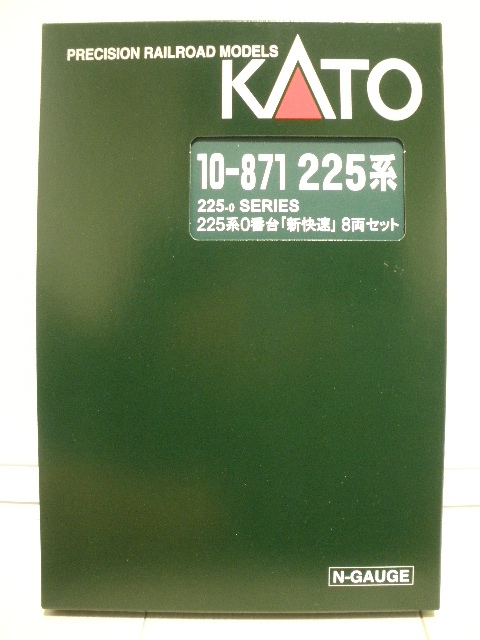 PRECISION RAILROAD MODELS
KATO
10-871 225系
225-0 SERIES
225系0番台「新快速」8両セット
N-GAUGE